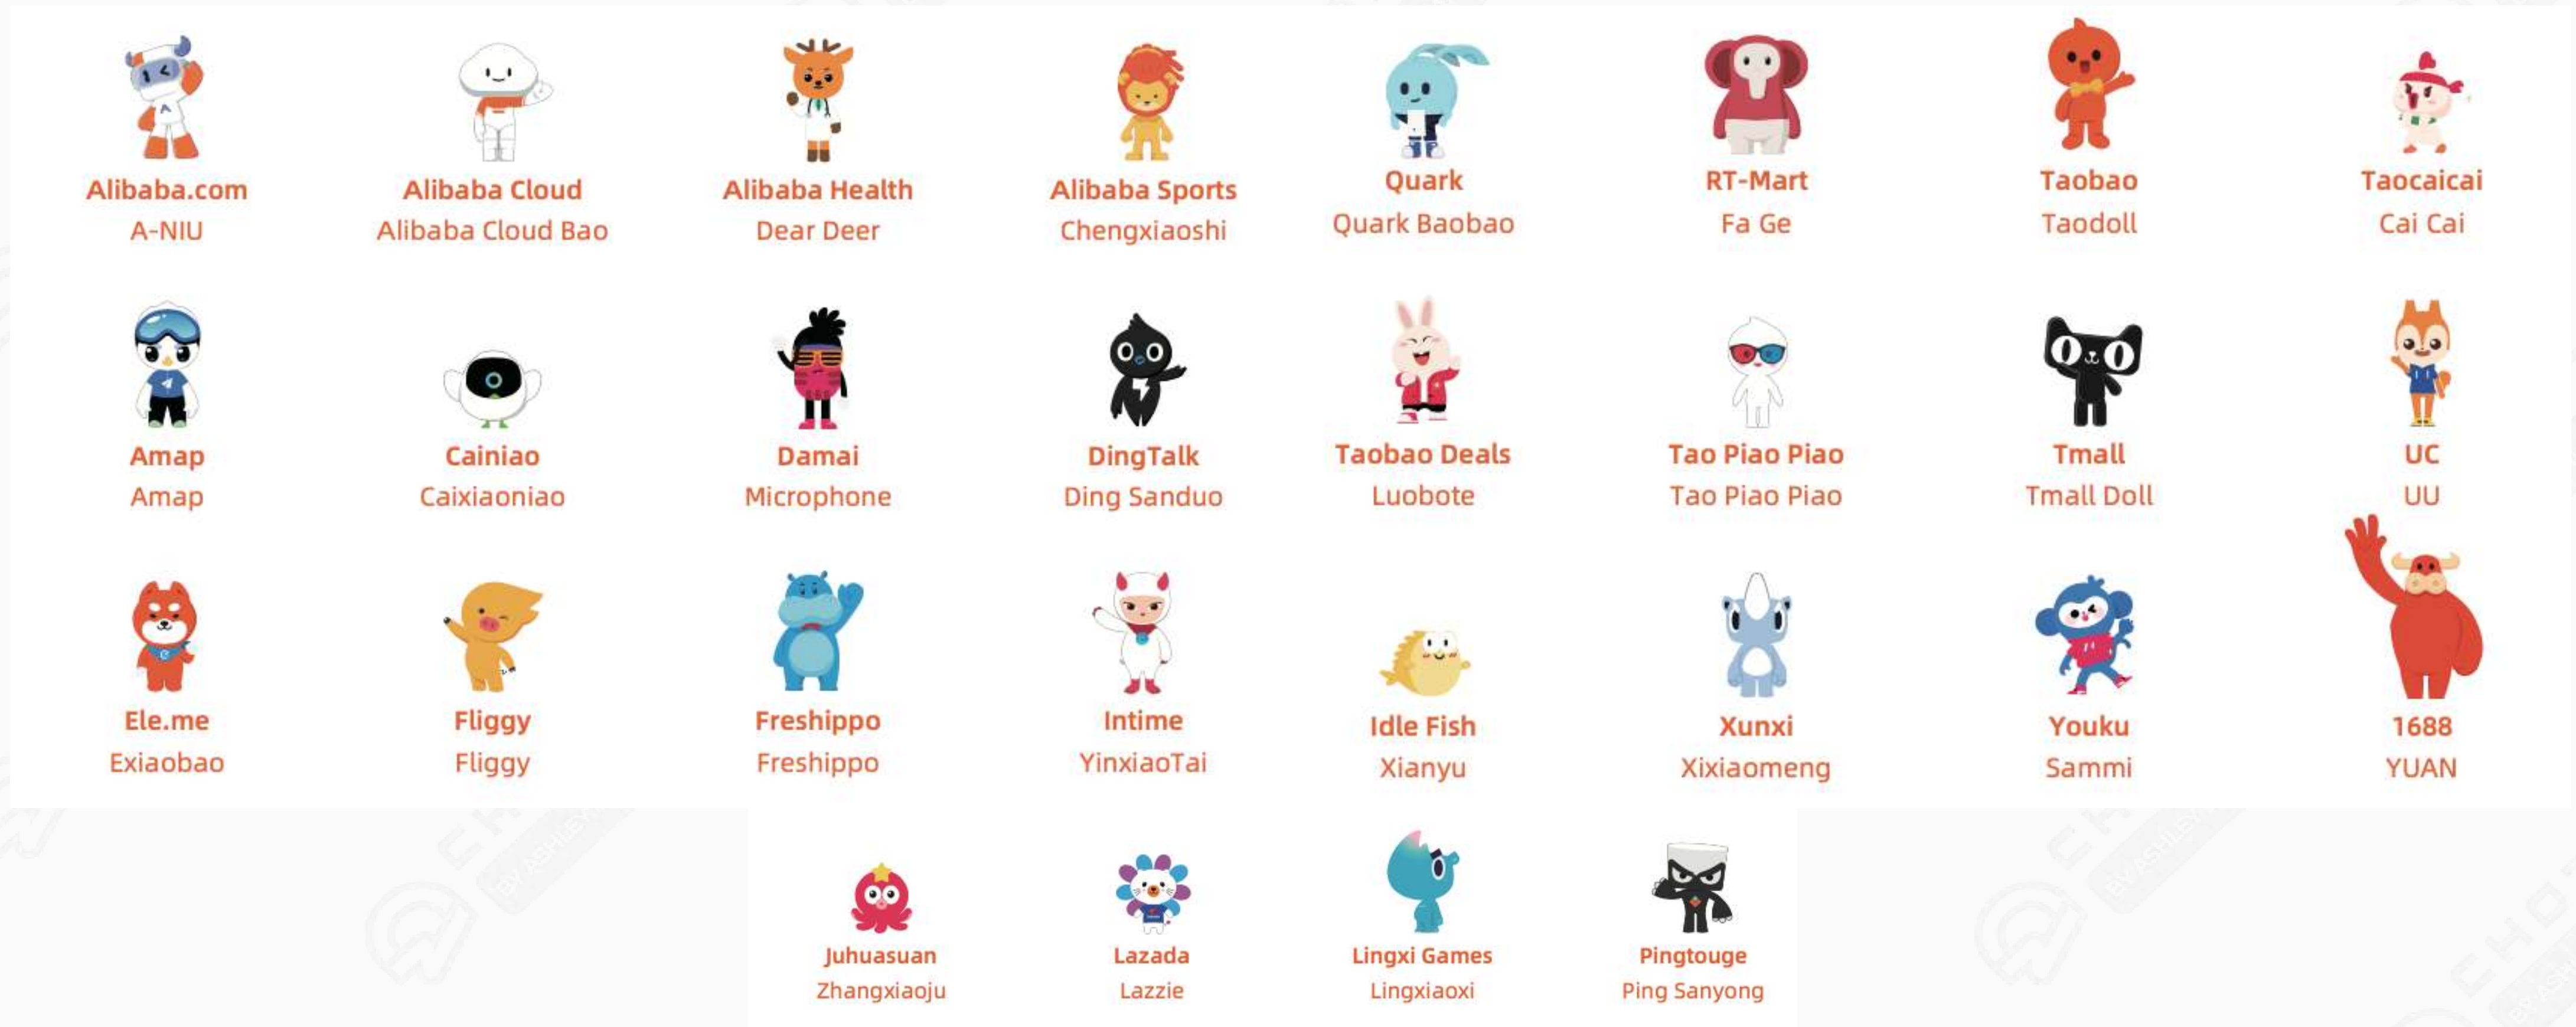 Alibaba.com
A-NIU
Alibaba Cloud
Alibaba Cloud Bao
Alibaba Health
Dear Deer
Alibaba Sports
Chengxiaoshi
Quark
Quark Baobao
RT-Mart
Fa Ge
Taobao
Taodoll
Taocaicai
Cai Cai
Amap
Amap
Cainiao
Caixiaoniao
Damai
Microphone
DingTalk
Ding Sanduo
Taobao Deals
Luobote
Tao Piao Piao
Tao Piao Piao
Tmall
Tmall Doll
UC
UU
Ele.me
Exiaobao
Fliggy
Fliggy
Freshippo
Freshippo
Intime
YinxiaoTai
Idle Fish
Xianyu
Xunxi
Xixiaomeng
Youku
Sammi
1688
YUAN
Juhuasuan
Zhangxiaoju
Lazada
Lazzie
Lingxi Games
Lingxiaoxi
Pingtouge
Ping Sanyong